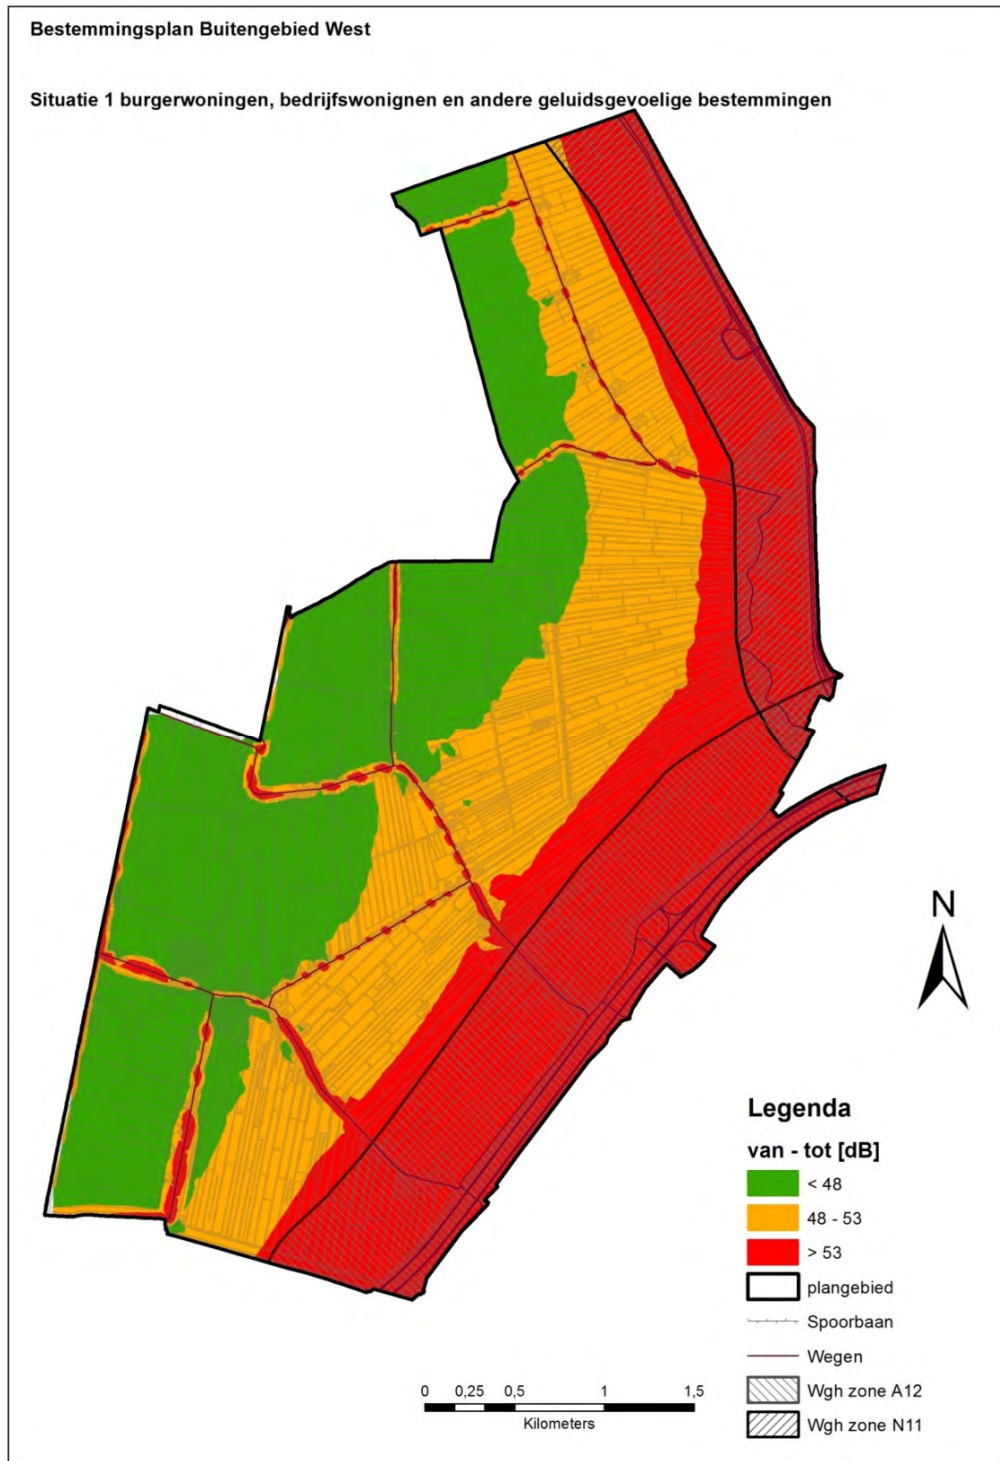 Bestemmingsplan Buitengebied West
Situatie 1 burgerwoningen, bedrijfswonignen en andere geluidsgevoelige bestemmingen
N
Legenda
van - tot [dB]
< 48
48 - 53
> 53
plangebied
Spoorbaan
Wegen
Wgh zone A12
Wgh zone N11
0 0,25 0,5 1 1,5
Kilometers